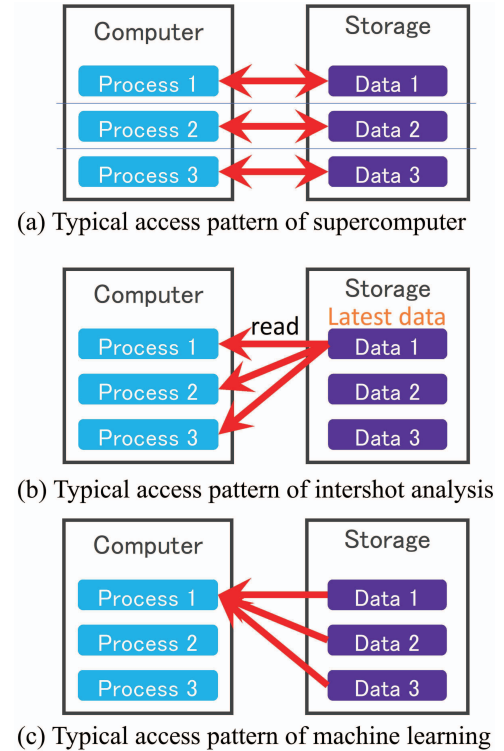 Computer Storage
Process 1 Data 1
Process 2 Data 2
Process 3 Data 3
(a) Typical access pattern of supercomputer
Computer Storage
read Latest data
Process 1 Data 1
Process 2 Data 2
Process 3 Data 3
(b) Typical access pattern of intershot analysis
Computer Storage
Process 1 Data 1
Process 2 Data 2
Process 3 Data 3
(c) Typical access pattern of machine learning